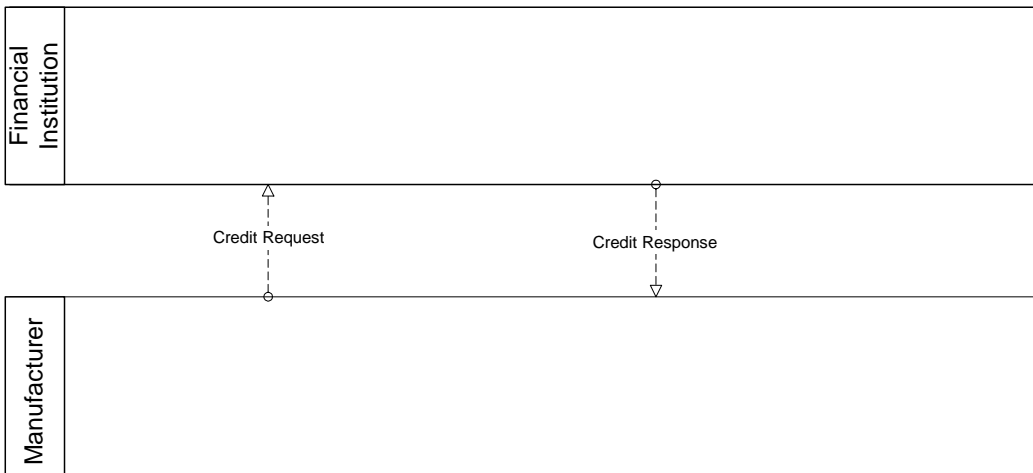 Financial
Institution
Credit Request
Credit Response
Manufacturer